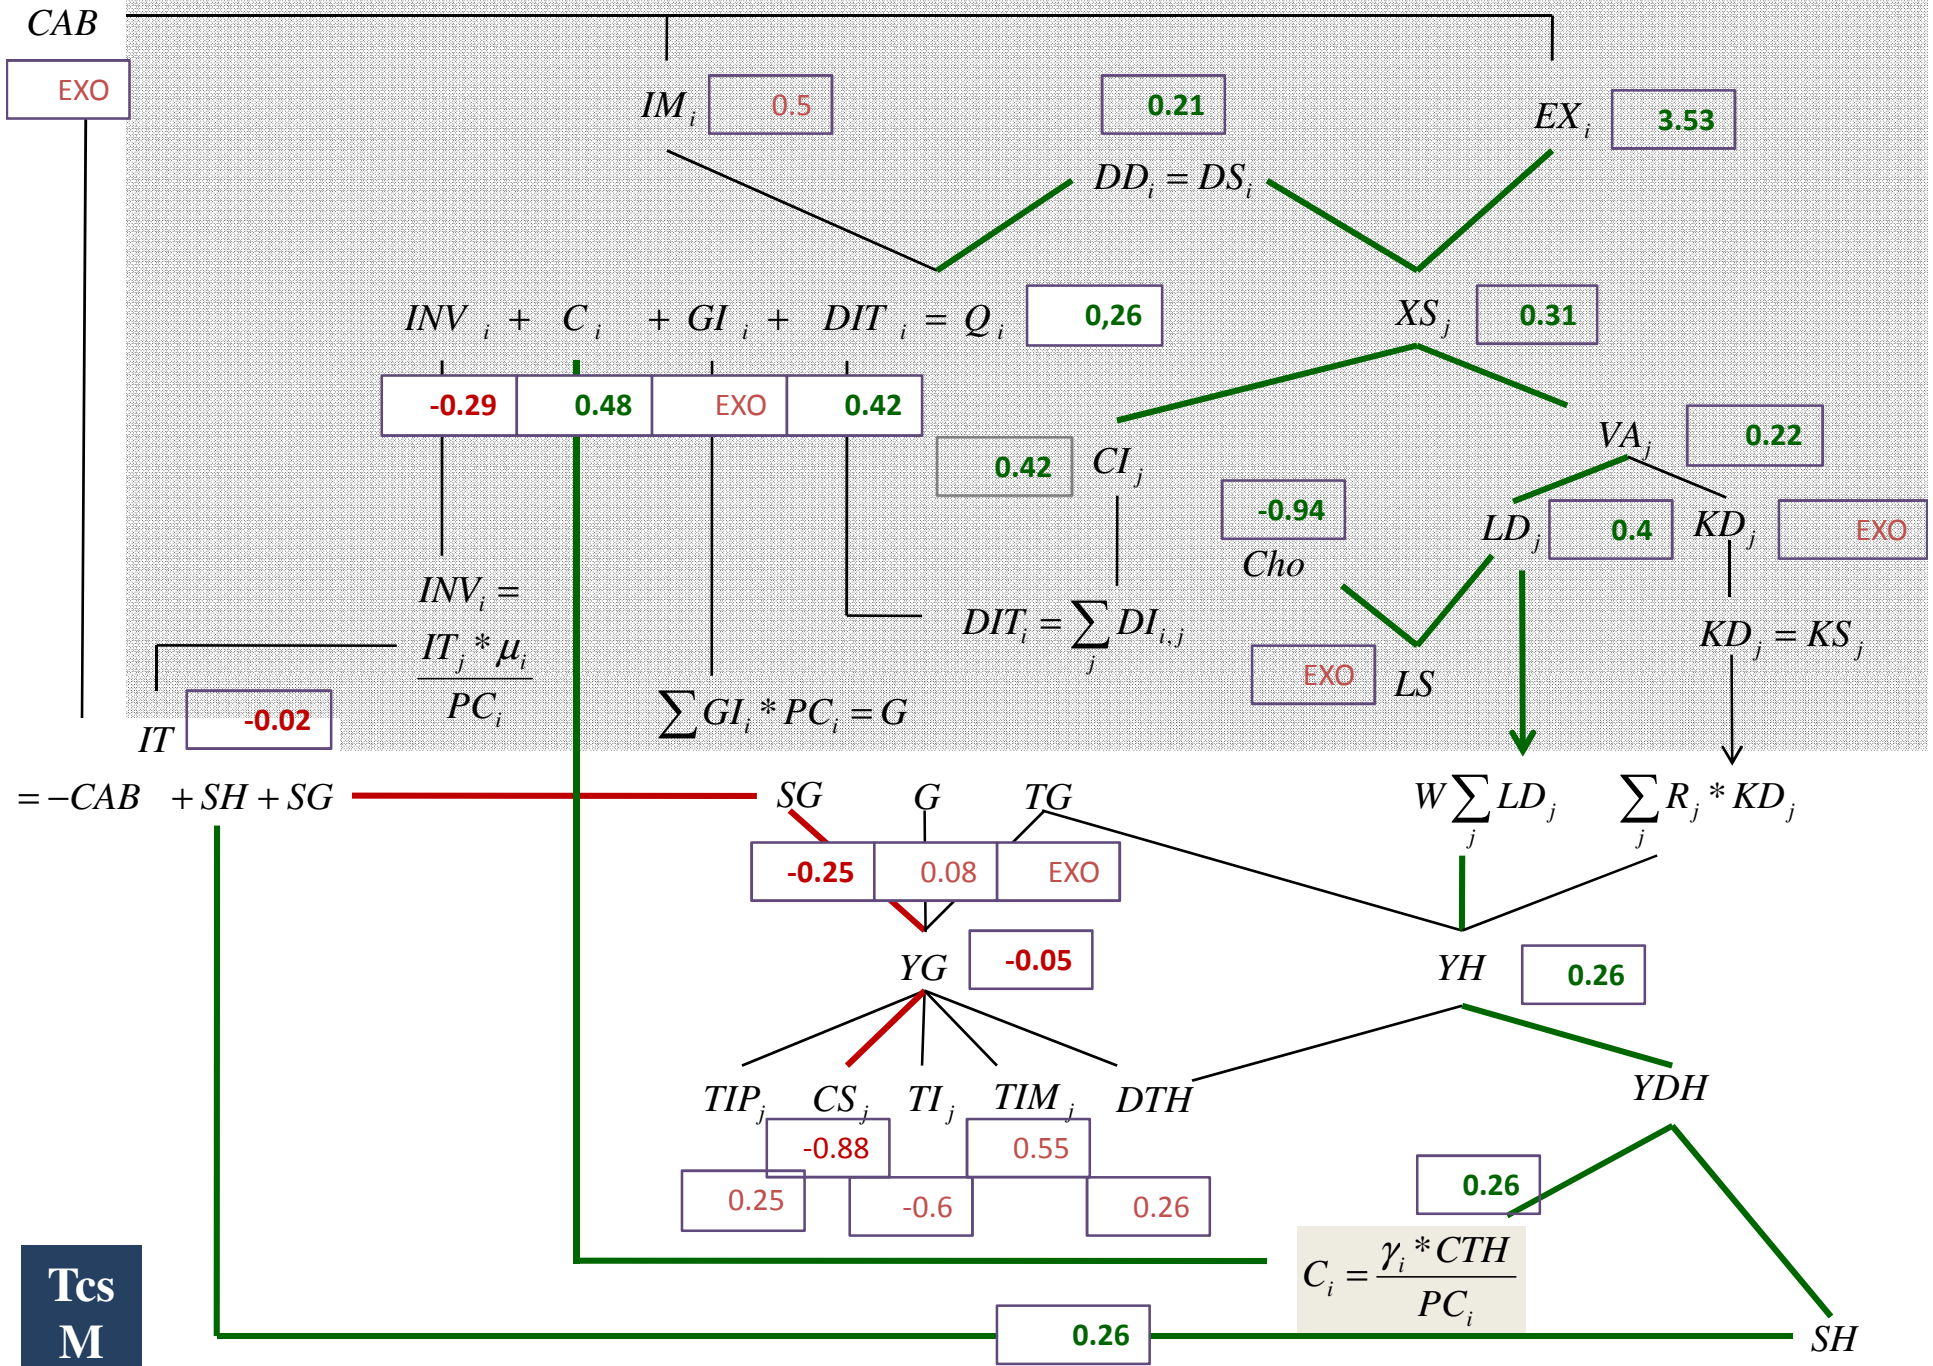 CAB
EXO
IM_i 0.5
0.21
EX_i 3.53
DD_i = DS_i
INV_i + C_i + GI_i + DIT_i = Q_i 0,26
XS_j 0.31
-0.29 0.48 EXO 0.42
0.42 CI_j
VA_j 0.22
-0.94
Cho
LD_j 0.4
KD_j EXO
INV_i =
IT_j * μ_i
PC_i
DIT_i = ∑_j DI_{i,j}
KD_j = KS_j
EXO LS
IT -0.02
∑ GI_i * PC_i = G
= −CAB + SH + SG
SG G TG
W ∑_j LD_j
∑_j R_j * KD_j
-0.25 0.08 EXO
YG -0.05
YH 0.26
TIP_j CS_j TI_j TIM_j DTH
YDH
-0.88 0.55
0.25 -0.6 0.26
0.26
C_i = γ_i * CTH
PC_i
Tcs
M
0.26
SH